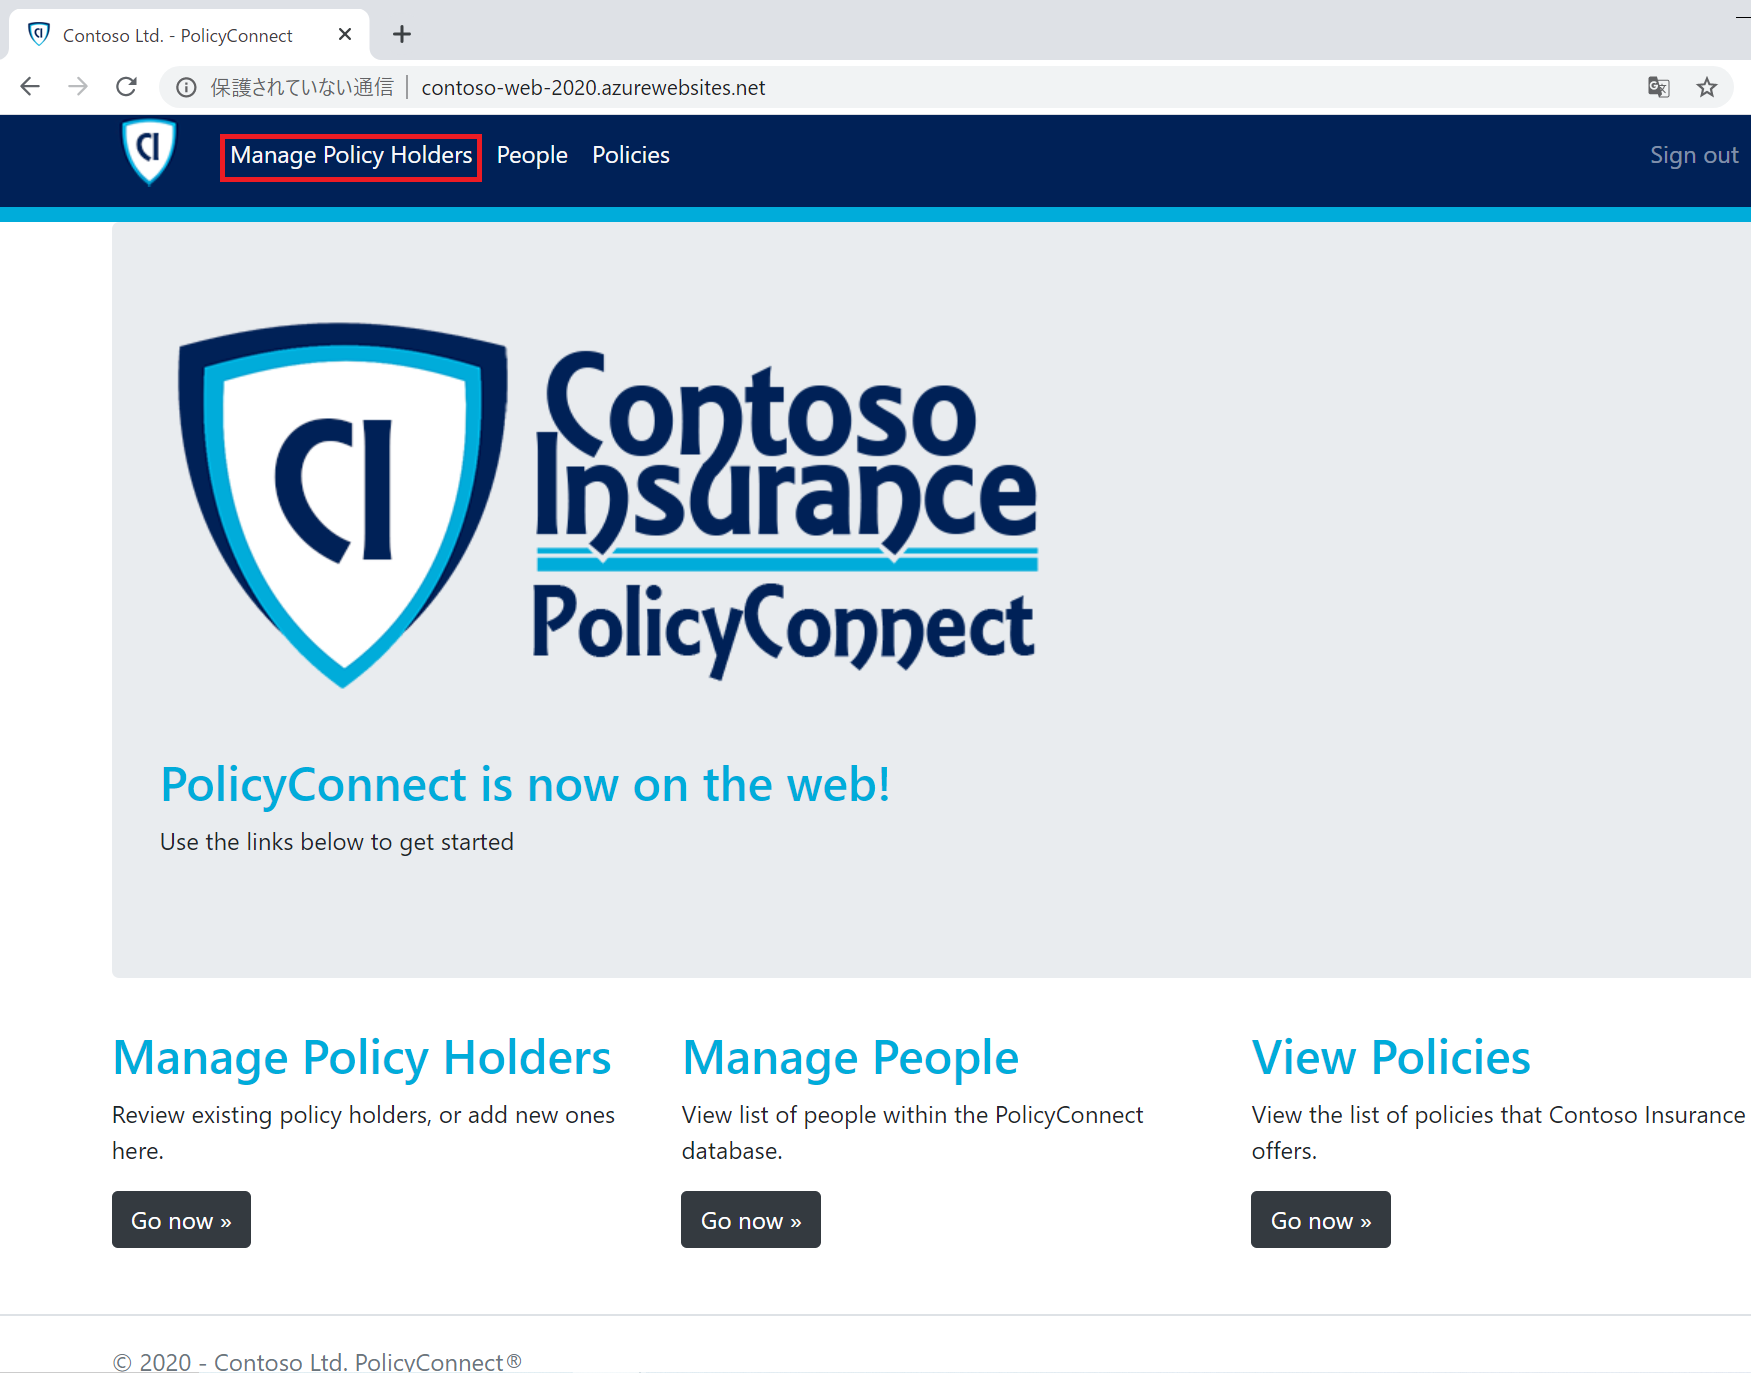 Contoso Ltd. - PolicyConnect
保護されていない通信 contoso-web-2020.azurewebsites.net
CI Manage Policy Holders People Policies Sign out
CI
Contoso
Insurance
PolicyConnect
PolicyConnect is now on the web!
Use the links below to get started
Manage Policy Holders
Review existing policy holders, or add new ones
here.
Go now »
Manage People
View list of people within the PolicyConnect
database.
Go now »
View Policies
View the list of policies that Contoso Insurance
offers.
Go now »
© 2020 - Contoso Ltd. PolicyConnect®